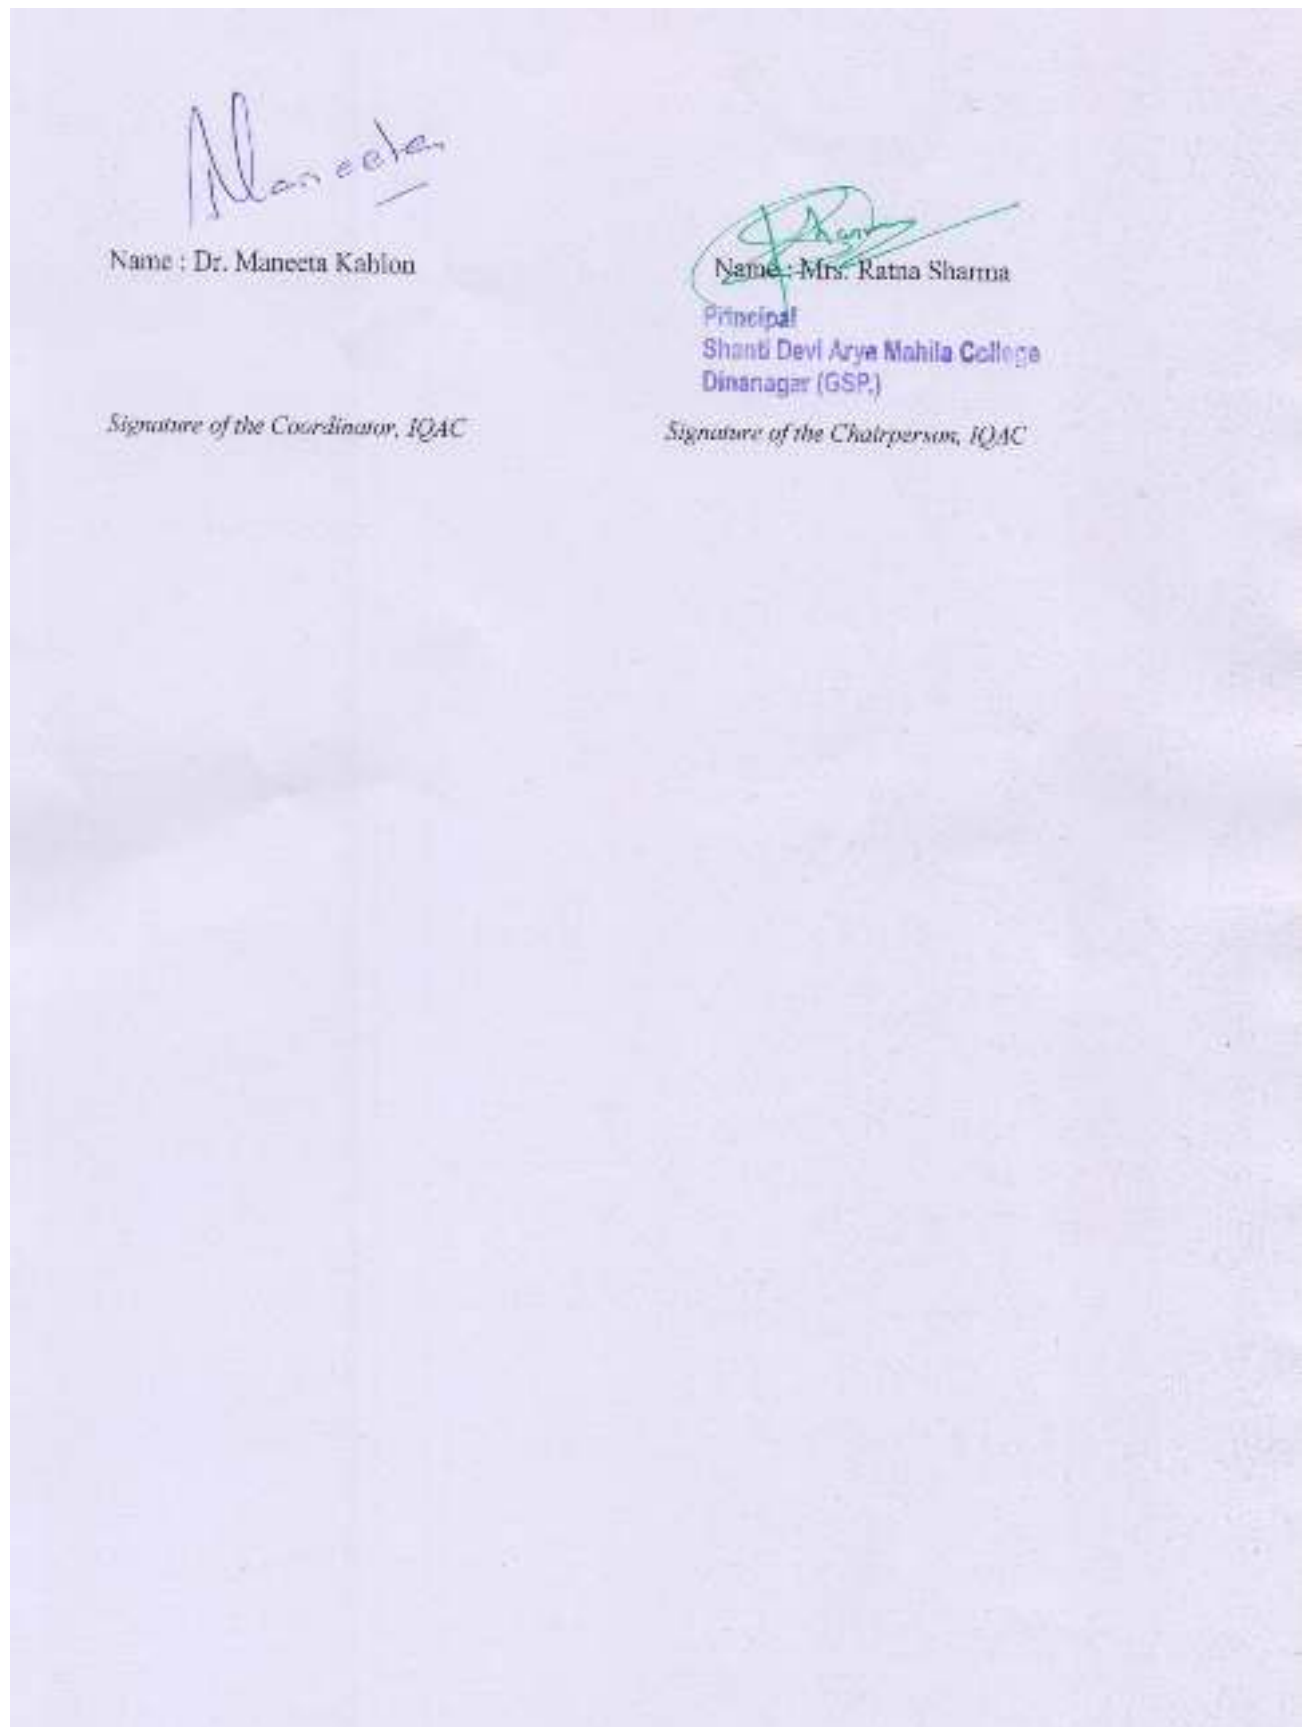 Maneeta
Name : Dr. Maneeta Kahlon
Name : Mrs. Ratna Sharma
Principal
Shanti Devi Arya Mahila College
Dinanagar (GSP.)
Signature of the Coordinator, IQAC
Signature of the Chairperson, IQAC